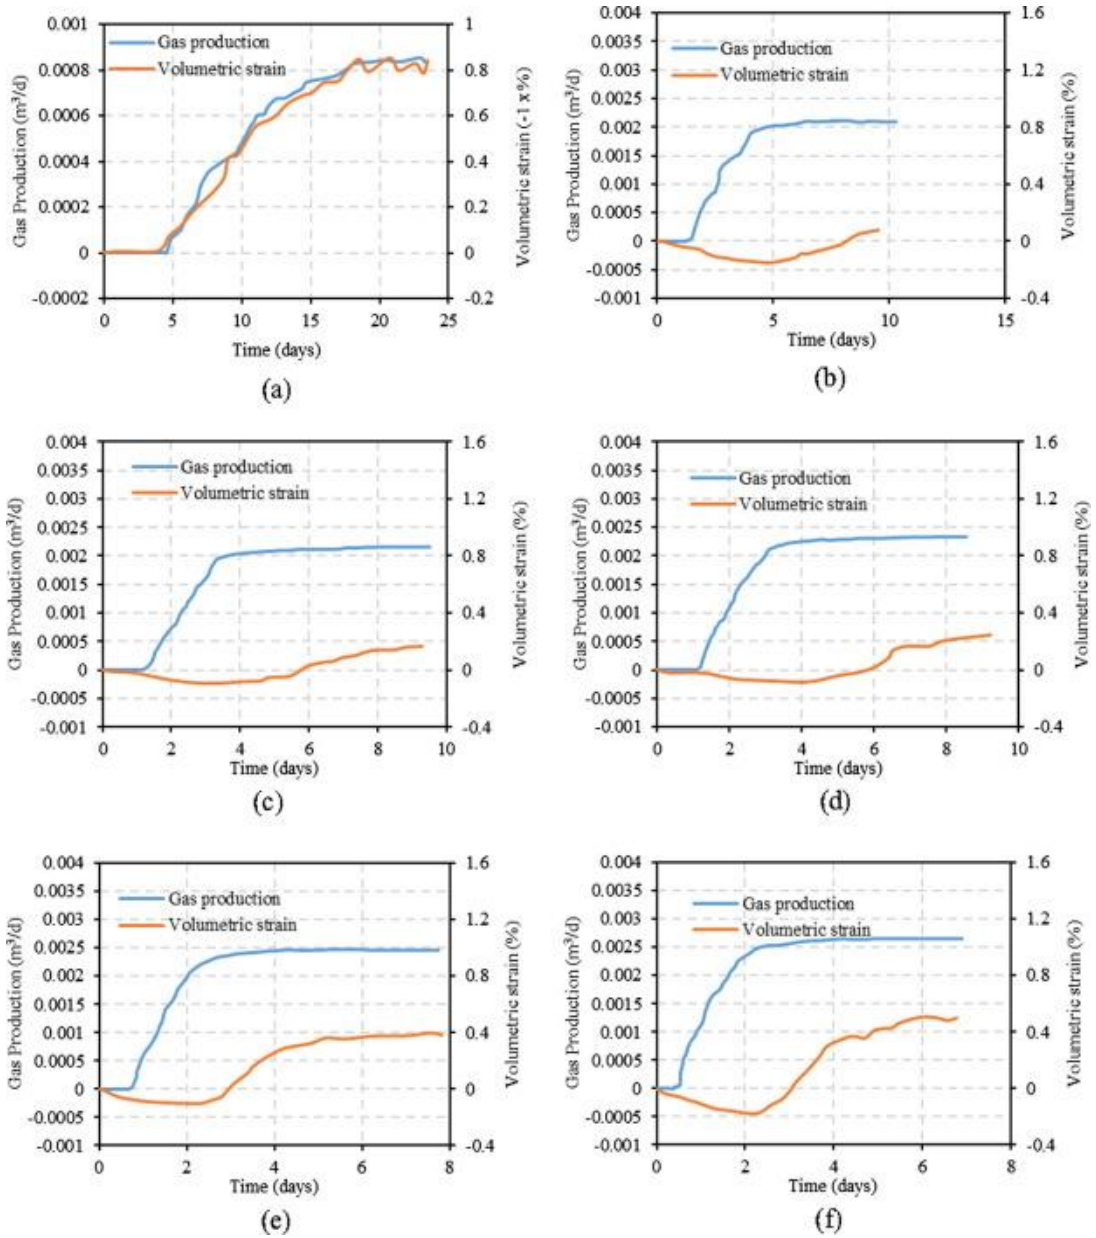 0.001
0.0008
0.0006
0.0004
0.0002
0
-0.0002
Gas Production (m³/d)
Gas production
Volumetric strain
1
0.8
0.6
0.4
0.2
0
-0.2
Volumetric strain (-1 x %)
0 5 10 15 20 25
Time (days)
(a)
0.004
0.0035
0.003
0.0025
0.002
0.0015
0.001
0.0005
0
-0.0005
-0.001
Gas Production (m³/d)
Gas production
Volumetric strain
1.6
1.2
0.8
0.4
0
-0.4
Volumetric strain (%)
0 5 10 15
Time (days)
(b)
0.004
0.0035
0.003
0.0025
0.002
0.0015
0.001
0.0005
0
-0.0005
-0.001
Gas Production (m³/d)
Gas production
Volumetric strain
1.6
1.2
0.8
0.4
0
-0.4
Volumetric strain (%)
0 2 4 6 8 10
Time (days)
(c)
0.004
0.0035
0.003
0.0025
0.002
0.0015
0.001
0.0005
0
-0.0005
-0.001
Gas Production (m³/d)
Gas production
Volumetric strain
1.6
1.2
0.8
0.4
0
-0.4
Volumetric strain (%)
0 2 4 6 8 10
Time (days)
(d)
0.004
0.0035
0.003
0.0025
0.002
0.0015
0.001
0.0005
0
-0.0005
-0.001
Gas Production (m³/d)
Gas production
Volumetric strain
1.6
1.2
0.8
0.4
0
-0.4
Volumetric strain (%)
0 2 4 6 8
Time (days)
(e)
0.004
0.0035
0.003
0.0025
0.002
0.0015
0.001
0.0005
0
-0.0005
-0.001
Gas Production (m³/d)
Gas production
Volumetric strain
1.6
1.2
0.8
0.4
0
-0.4
Volumetric strain (%)
0 2 4 6 8
Time (days)
(f)